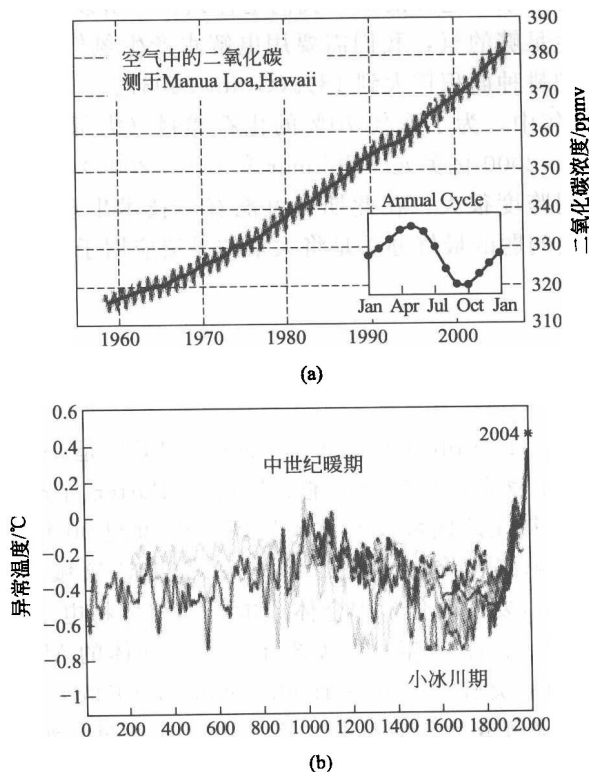 空气中的二氧化碳
测于Manua Loa,Hawaii
390
380
370
360
350
340
330
320
310
二氧化碳浓度/ppmv
Annual Cycle
Jan Apr Jul Oct Jan
1960 1970 1980 1990 2000
(a)
0.6
0.4
0.2
0
-0.2
-0.4
-0.6
-0.8
-1
异常温度/℃
中世纪暖期
2004 *
小冰川期
0 200 400 600 800 1000 1200 1400 1600 1800 2000
(b)